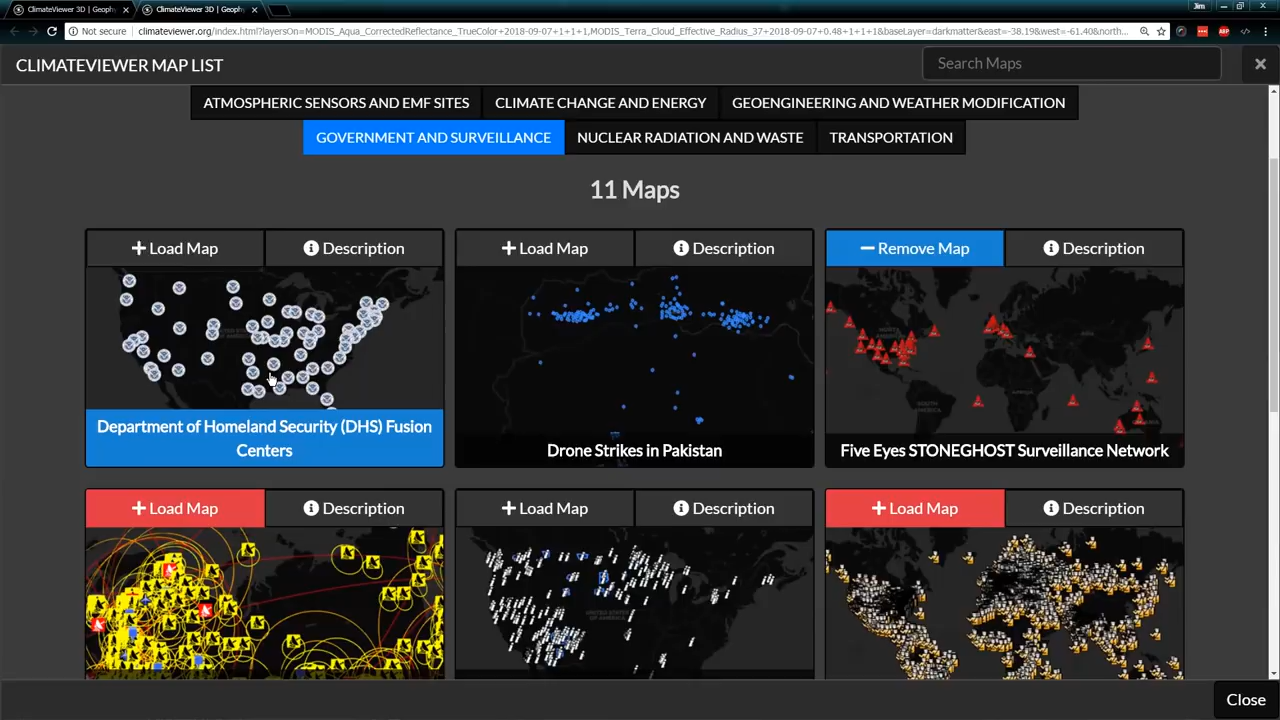 ClimateViewer 3D | Geoph
ClimateViewer 3D | Geoph
Jim
Not secure
climateviewer.org/index.html?layersOn=MODIS_Aqua_CorrectedReflectance_TrueColor+2018-09-07+1+1+1,MODIS_Terra_Cloud_Effective_Radius_37+2018-09-07+0.48+1+1+1&baseLayer=darkmatter&east=-38.19&west=-61.40&north...
CLIMATEVIEWER MAP LIST
Search Maps
ATMOSPHERIC SENSORS AND EMF SITES
CLIMATE CHANGE AND ENERGY
GEOENGINEERING AND WEATHER MODIFICATION
GOVERNMENT AND SURVEILLANCE
NUCLEAR RADIATION AND WASTE
TRANSPORTATION
11 Maps
Load Map
Description
Load Map
Description
Remove Map
Description
Department of Homeland Security (DHS) Fusion
Centers
Drone Strikes in Pakistan
Five Eyes STONEGHOST Surveillance Network
Load Map
Description
Load Map
Description
Load Map
Description
Close